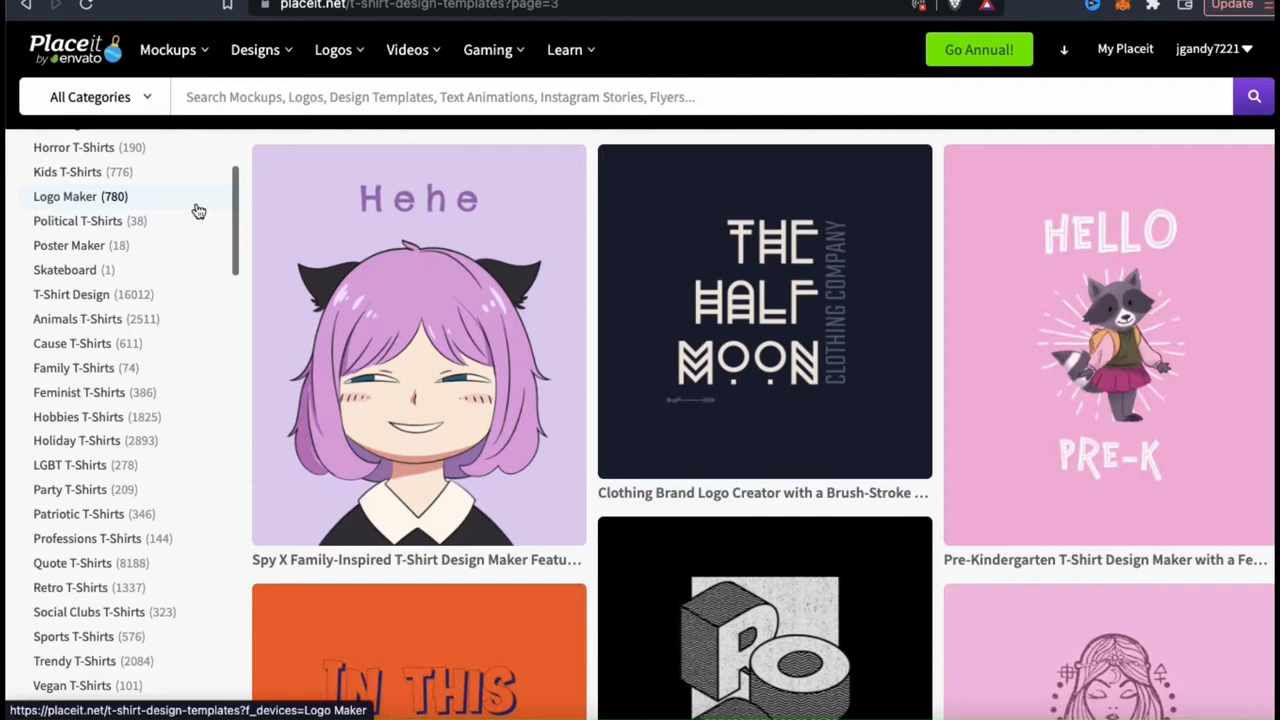 placeit.net/t-shirt-design-templates?page=3
Update
Placeit
by envato
Mockups
Designs
Logos
Videos
Gaming
Learn
Go Annual!
My Placeit
jgandy7221
All Categories
Search Mockups, Logos, Design Templates, Text Animations, Instagram Stories, Flyers...
Horror T-Shirts (190)
Kids T-Shirts (776)
Logo Maker (780)
Political T-Shirts (38)
Poster Maker (18)
Skateboard (1)
T-Shirt Design (16012)
Animals T-Shirts (2511)
Cause T-Shirts (611)
Family T-Shirts (74)
Feminist T-Shirts (386)
Hobbies T-Shirts (1825)
Holiday T-Shirts (2893)
LGBT T-Shirts (278)
Party T-Shirts (209)
Patriotic T-Shirts (346)
Professions T-Shirts (144)
Quote T-Shirts (8188)
Retro T-Shirts (1337)
Social Clubs T-Shirts (323)
Sports T-Shirts (576)
Trendy T-Shirts (2084)
Vegan T-Shirts (101)
Hehe
Spy X Family-Inspired T-Shirt Design Maker Featu...
IN THIS
THE
HALF
MOON
CLOTHING COMPANY
Clothing Brand Logo Creator with a Brush-Stroke ...
PO
HELLO
PRE-K
Pre-Kindergarten T-Shirt Design Maker with a Fe...
https://placeit.net/t-shirt-design-templates?f_devices=Logo Maker